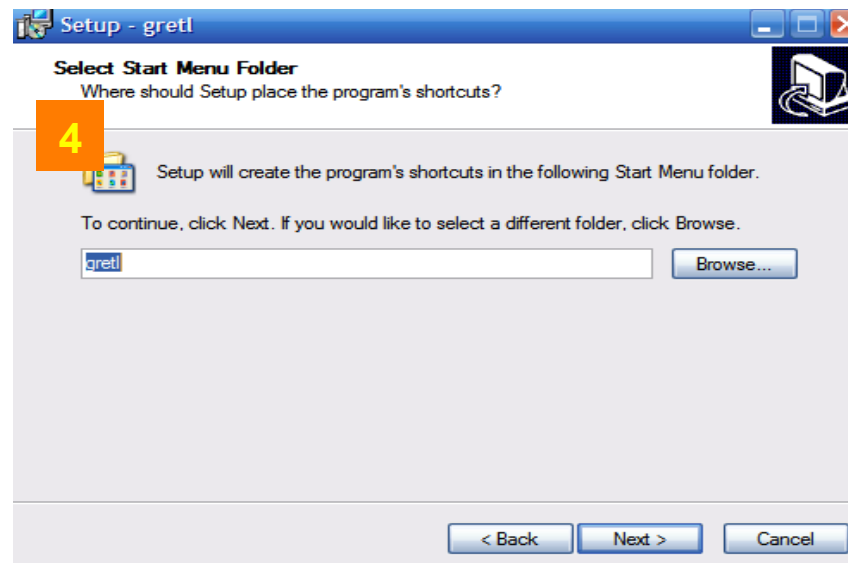 Setup - gretl
Select Start Menu Folder
Where should Setup place the program's shortcuts?
4
Setup will create the program's shortcuts in the following Start Menu folder.
To continue, click Next. If you would like to select a different folder, click Browse.
gretl
Browse...
< Back
Next >
Cancel